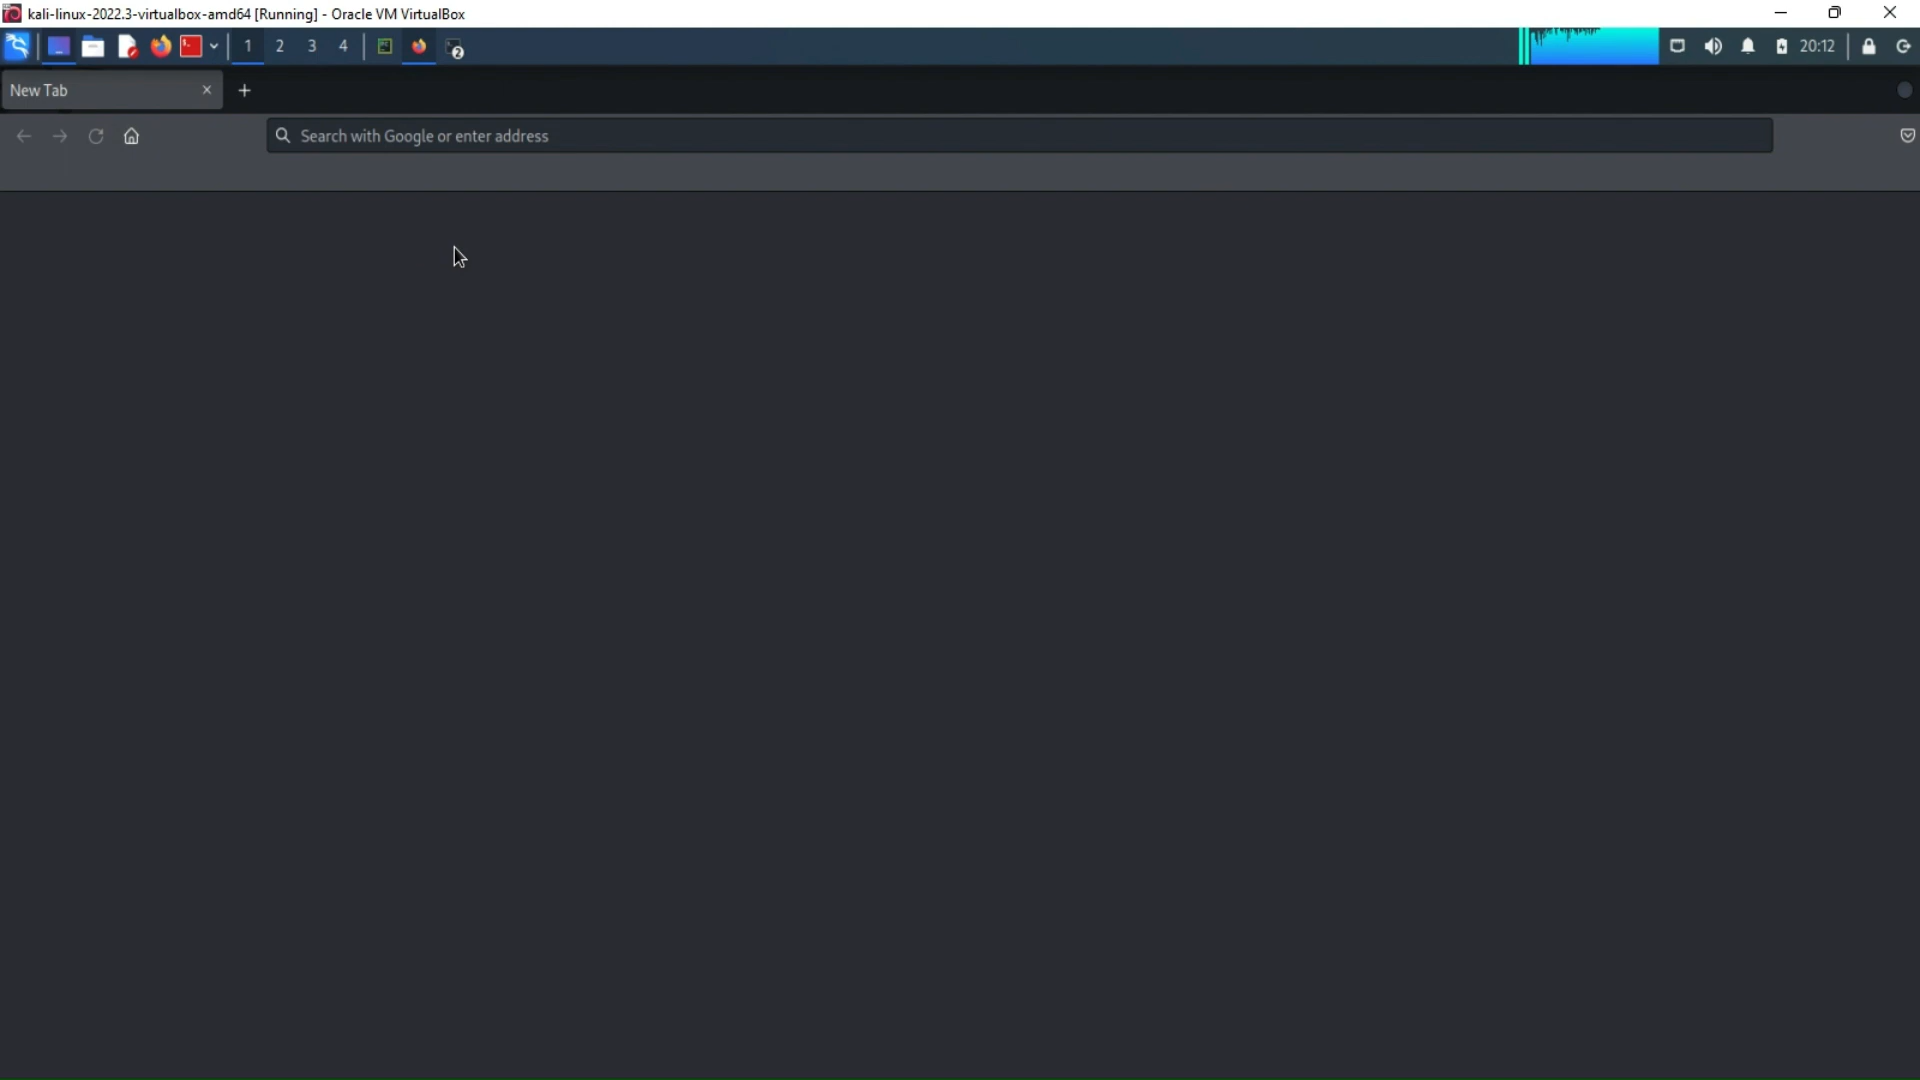 kali-linux-2022.3-virtualbox-amd64 [Running] - Oracle VM VirtualBox
1 2 3 4 2 20:12
New Tab
Search with Google or enter address